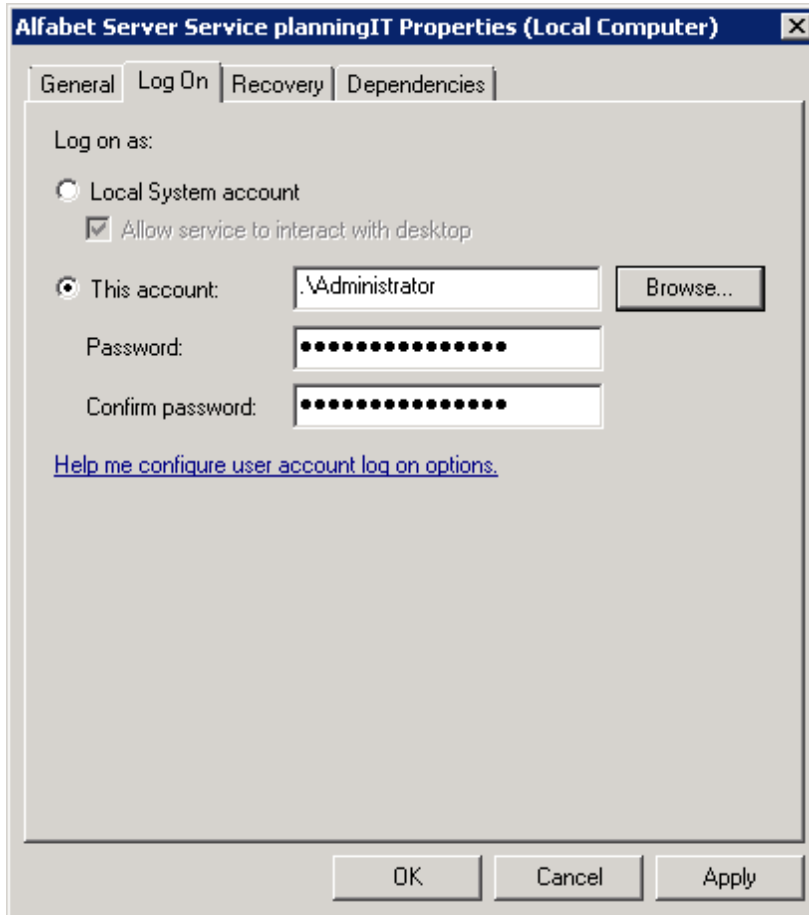 Alfabet Server Service planningIT Properties (Local Computer)
General Log On Recovery Dependencies
Log on as:
Local System account
Allow service to interact with desktop
This account: .\Administrator Browse...
Password: •••••••••••••••
Confirm password: •••••••••••••••
Help me configure user account log on options.
OK Cancel Apply